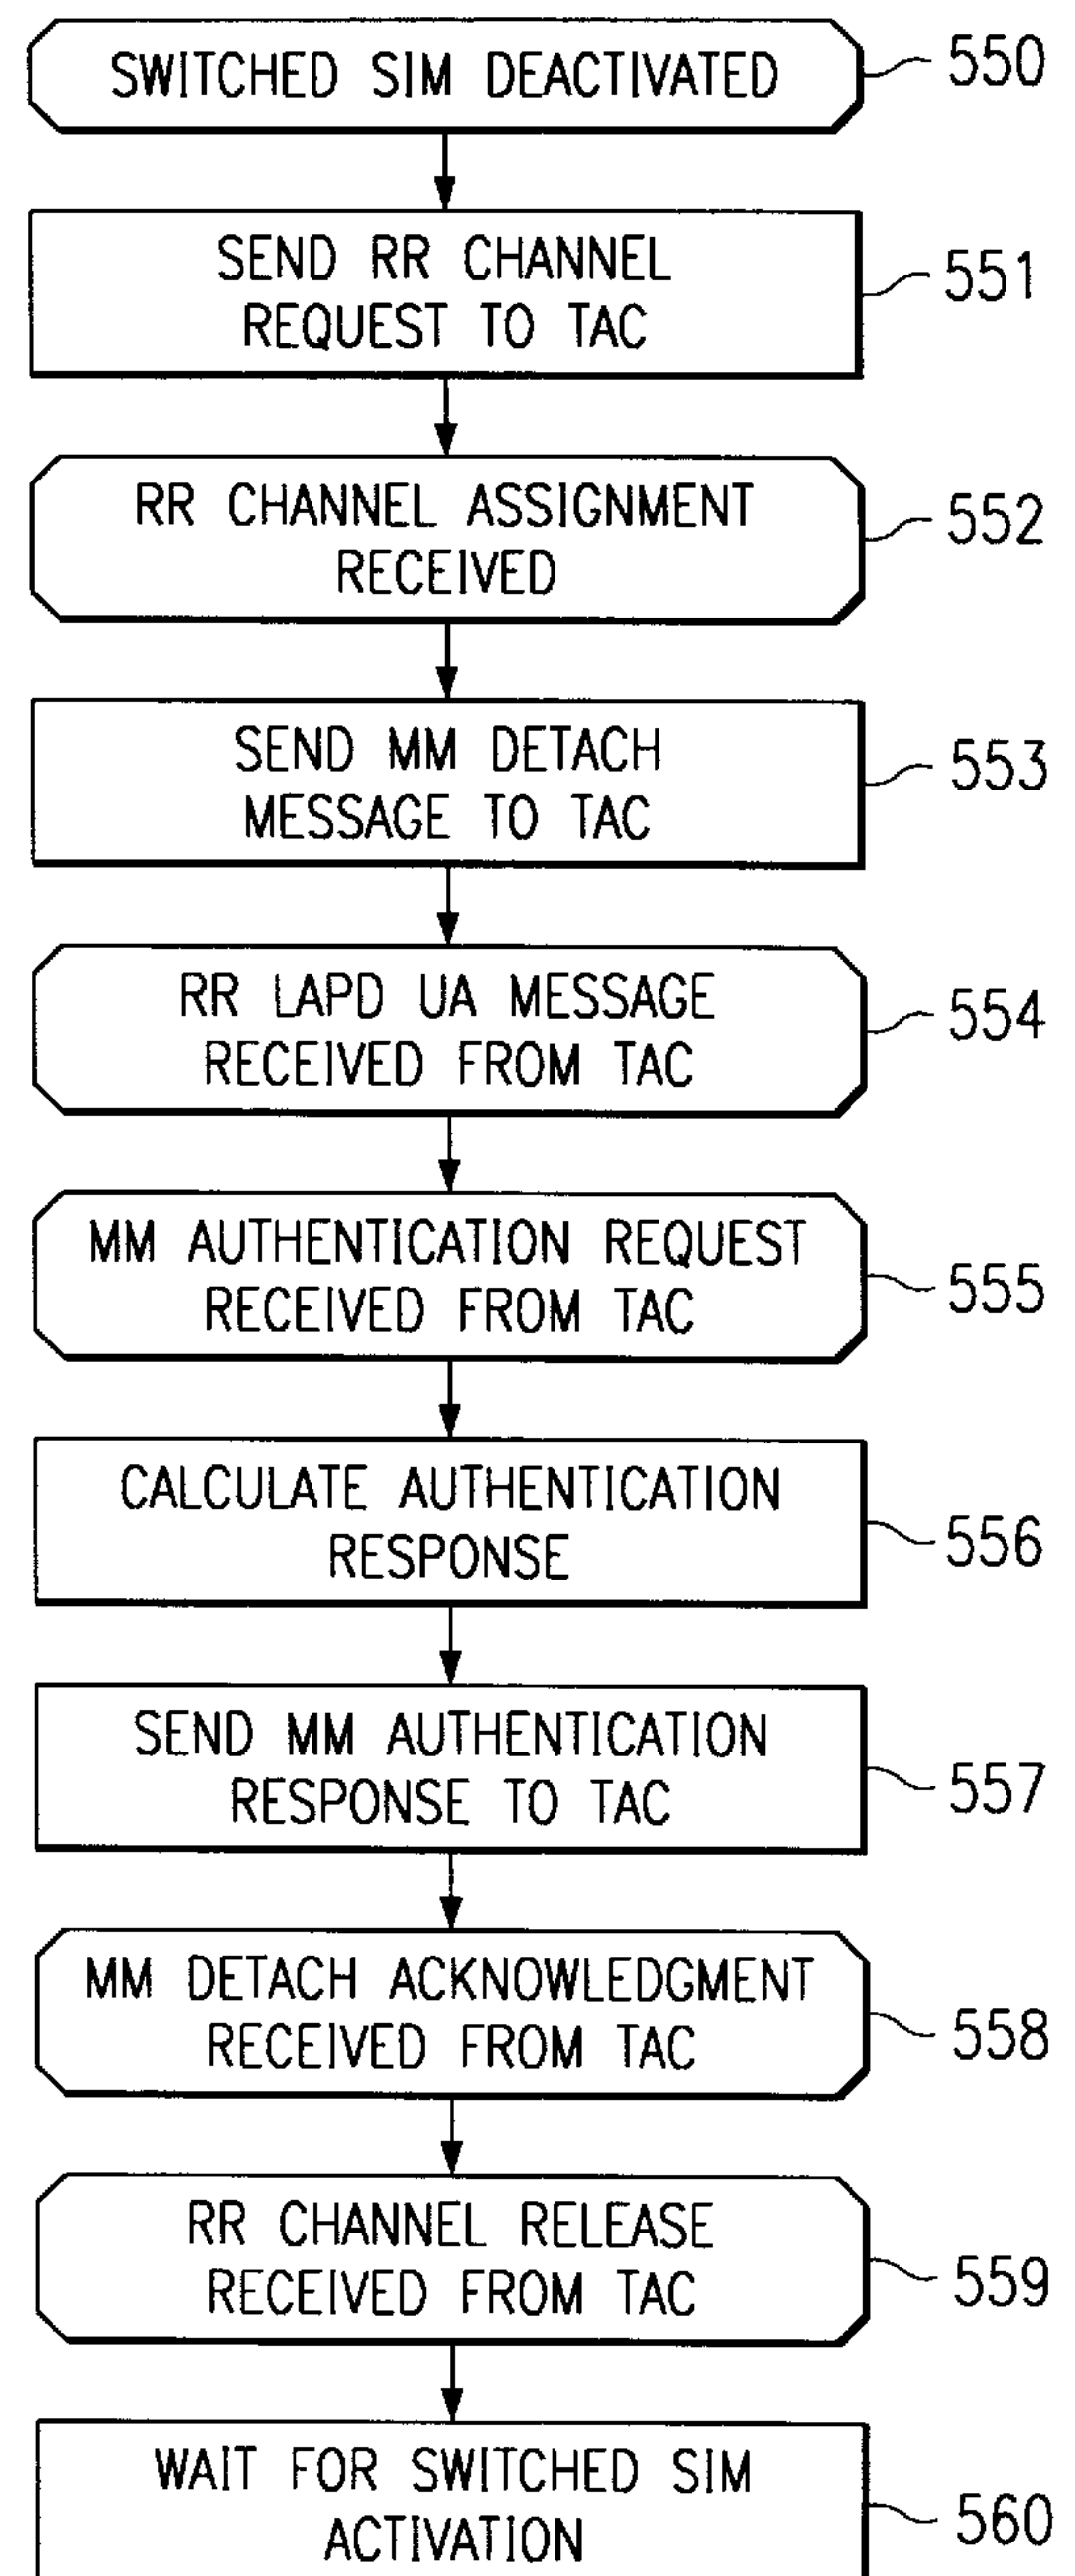 SWITCHED SIM DEACTIVATED 550
SEND RR CHANNEL
REQUEST TO TAC
551
RR CHANNEL ASSIGNMENT
RECEIVED
552
SEND MM DETACH
MESSAGE TO TAC
553
RR LAPD UA MESSAGE
RECEIVED FROM TAC
554
MM AUTHENTICATION REQUEST
RECEIVED FROM TAC
555
CALCULATE AUTHENTICATION
RESPONSE
556
SEND MM AUTHENTICATION
RESPONSE TO TAC
557
MM DETACH ACKNOWLEDGMENT
RECEIVED FROM TAC
558
RR CHANNEL RELEASE
RECEIVED FROM TAC
559
WAIT FOR SWITCHED SIM
ACTIVATION
560